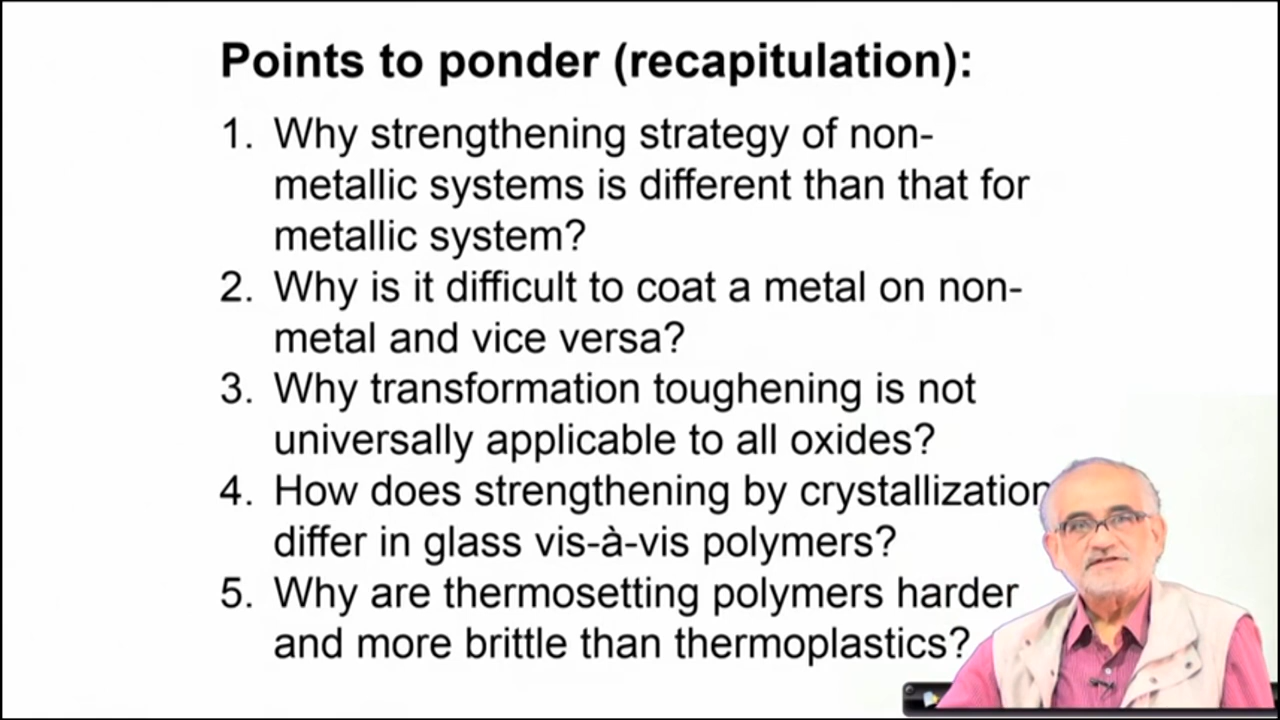 Points to ponder (recapitulation):
1. Why strengthening strategy of non-
metallic systems is different than that for
metallic system?
2. Why is it difficult to coat a metal on non-
metal and vice versa?
3. Why transformation toughening is not
universally applicable to all oxides?
4. How does strengthening by crystallization
differ in glass vis-à-vis polymers?
5. Why are thermosetting polymers harder
and more brittle than thermoplastics?